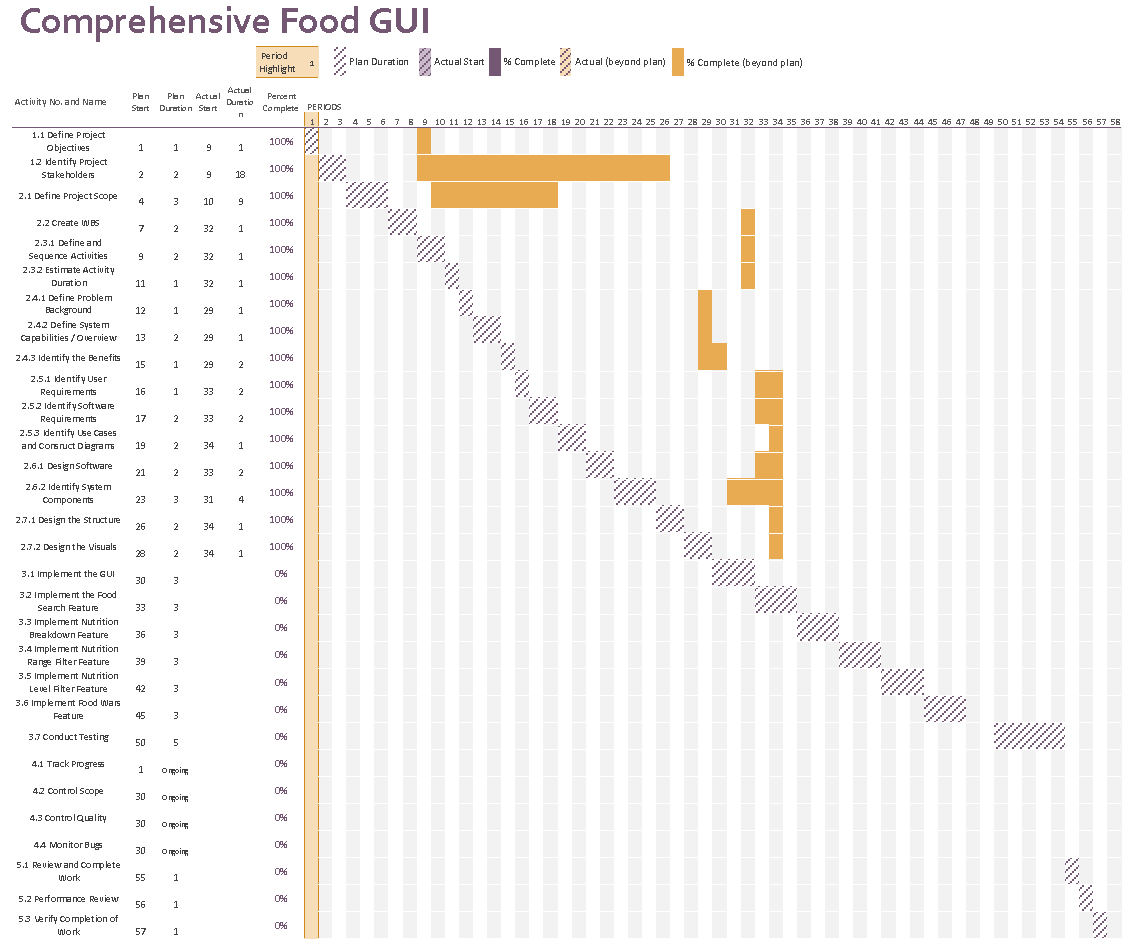 Comprehensive Food GUI
Period Highlight 1 Plan Duration Actual Start % Complete Actual (beyond plan) % Complete (beyond plan)
Activity No. and Name Plan Start Plan Duration Actual Start Actual Duratio n Percent Complete PERIODS
1 2 3 4 5 6 7 8 9 10 11 12 13 14 15 16 17 18 19 20 21 22 23 24 25 26 27 28 29 30 31 32 33 34 35 36 37 38 39 40 41 42 43 44 45 46 47 48 49 50 51 52 53 54 55 56 57 58
1.1 Define Project Objectives 1 1 9 1 100%
1.2 Identify Project Stakeholders 2 2 9 18 100%
2.1 Define Project Scope 4 3 10 9 100%
2.2 Create WBS 7 2 32 1 100%
2.3.1 Define and Sequence Activities 9 2 32 1 100%
2.3.2 Estimate Activity Duration 11 1 32 1 100%
2.4.1 Define Problem Background 12 1 29 1 100%
2.4.2 Define System Capabilities / Overview 13 2 29 1 100%
2.4.3 Identify the Benefits 15 1 29 2 100%
2.5.1 Identify User Requirements 16 1 33 2 100%
2.5.2 Identify Software Requirements 17 2 33 2 100%
2.5.3 Identify Use Cases and Consruct Diagrams 19 2 34 1 100%
2.6.1 Design Software 21 2 33 2 100%
2.6.2 Identify System Components 23 3 31 4 100%
2.7.1 Design the Structure 26 2 34 1 100%
2.7.2 Design the Visuals 28 2 34 1 100%
3.1 Implement the GUI 30 3 0%
3.2 Implement the Food Search Feature 33 3 0%
3.3 Implement Nutrition Breakdown Feature 36 3 0%
3.4 Implement Nutrition Range Filter Feature 39 3 0%
3.5 Implement Nutrition Level Filter Feature 42 3 0%
3.6 Implement Food Wars Feature 45 3 0%
3.7 Conduct Testing 50 5 0%
4.1 Track Progress 1 Ongoing 0%
4.2 Control Scope 30 Ongoing 0%
4.3 Control Quality 30 Ongoing 0%
4.4 Monitor Bugs 30 Ongoing 0%
5.1 Review and Complete Work 55 1 0%
5.2 Performance Review 56 1 0%
5.3 Verify Completion of Work 57 1 0%